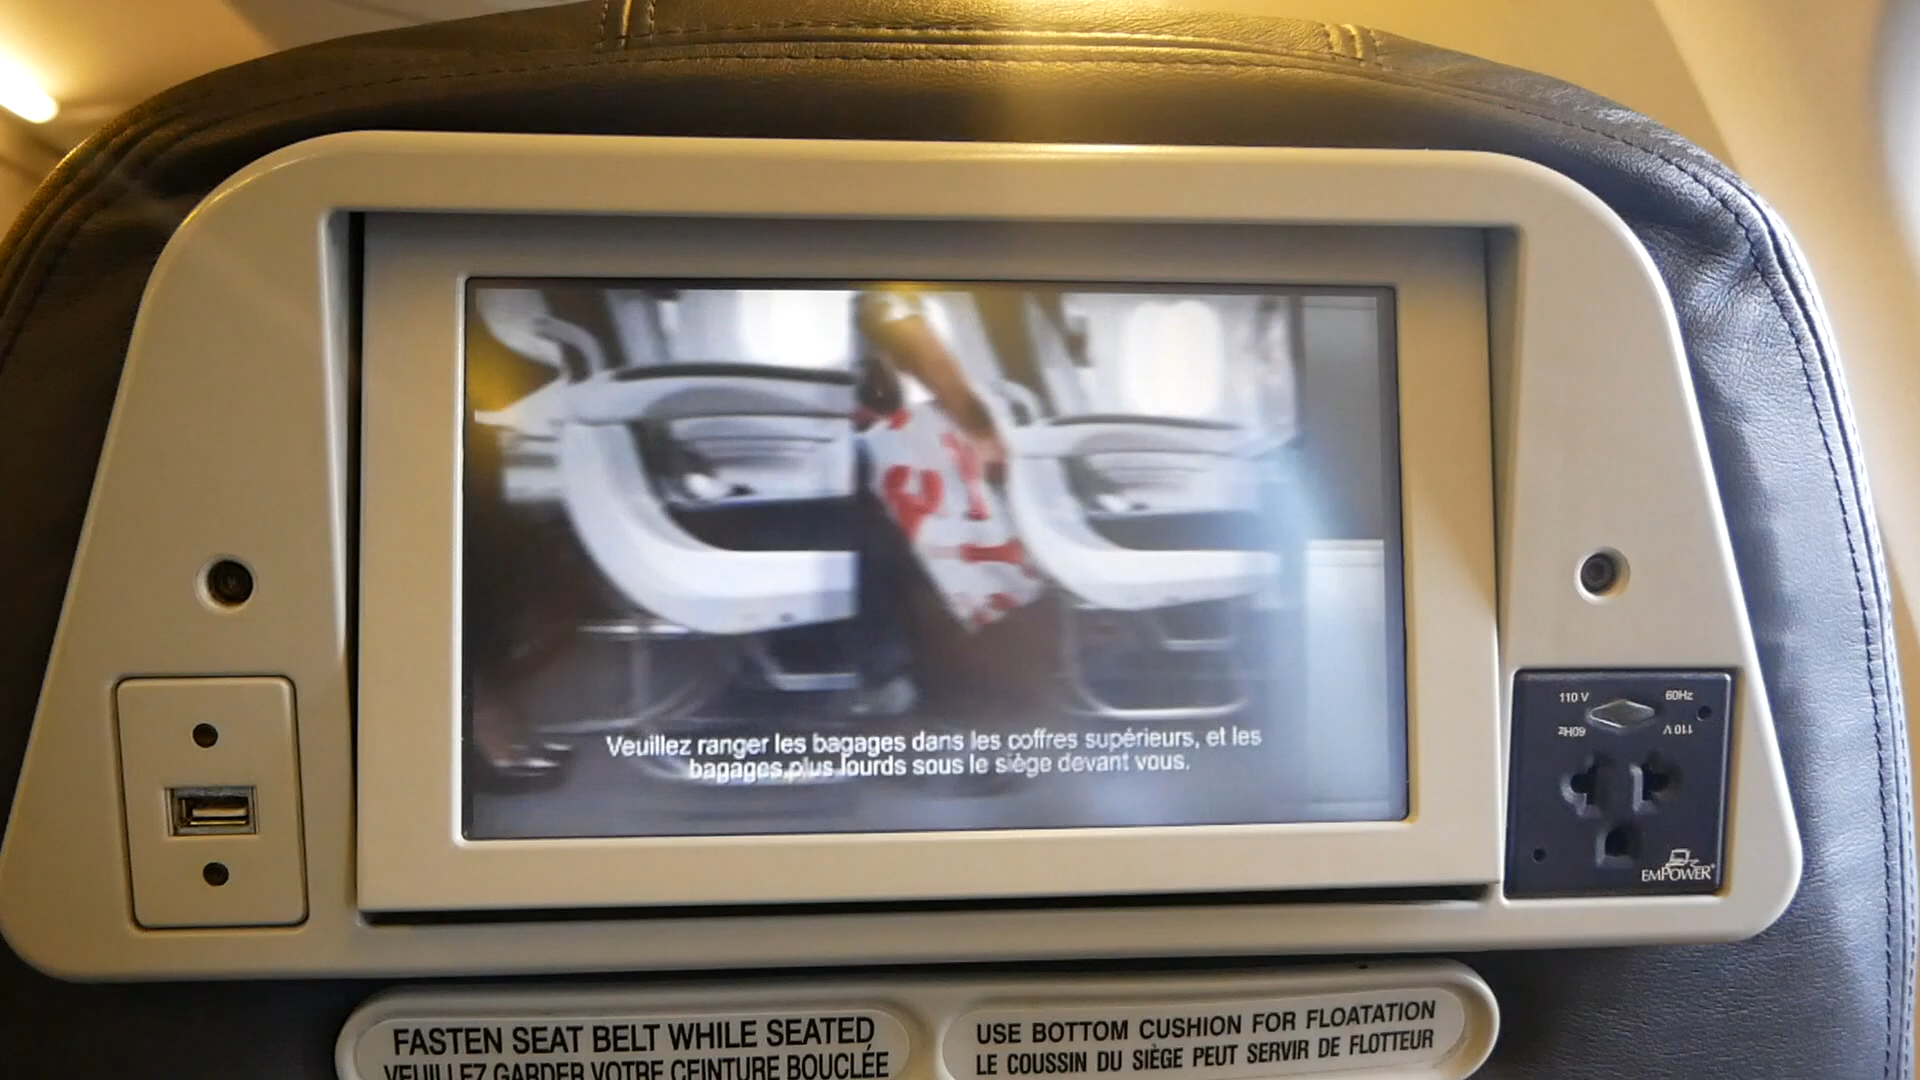 Veuillez ranger les bagages dans les coffres supérieurs, et les
bagages plus lourds sous le siège devant vous.
110 V
60Hz
60Hz
110 V
EMPOWER®
FASTEN SEAT BELT WHILE SEATED
VEUILLEZ GARDER VOTRE CEINTURE BOUCLÉE
USE BOTTOM CUSHION FOR FLOATATION
LE COUSSIN DU SIÈGE PEUT SERVIR DE FLOTTEUR